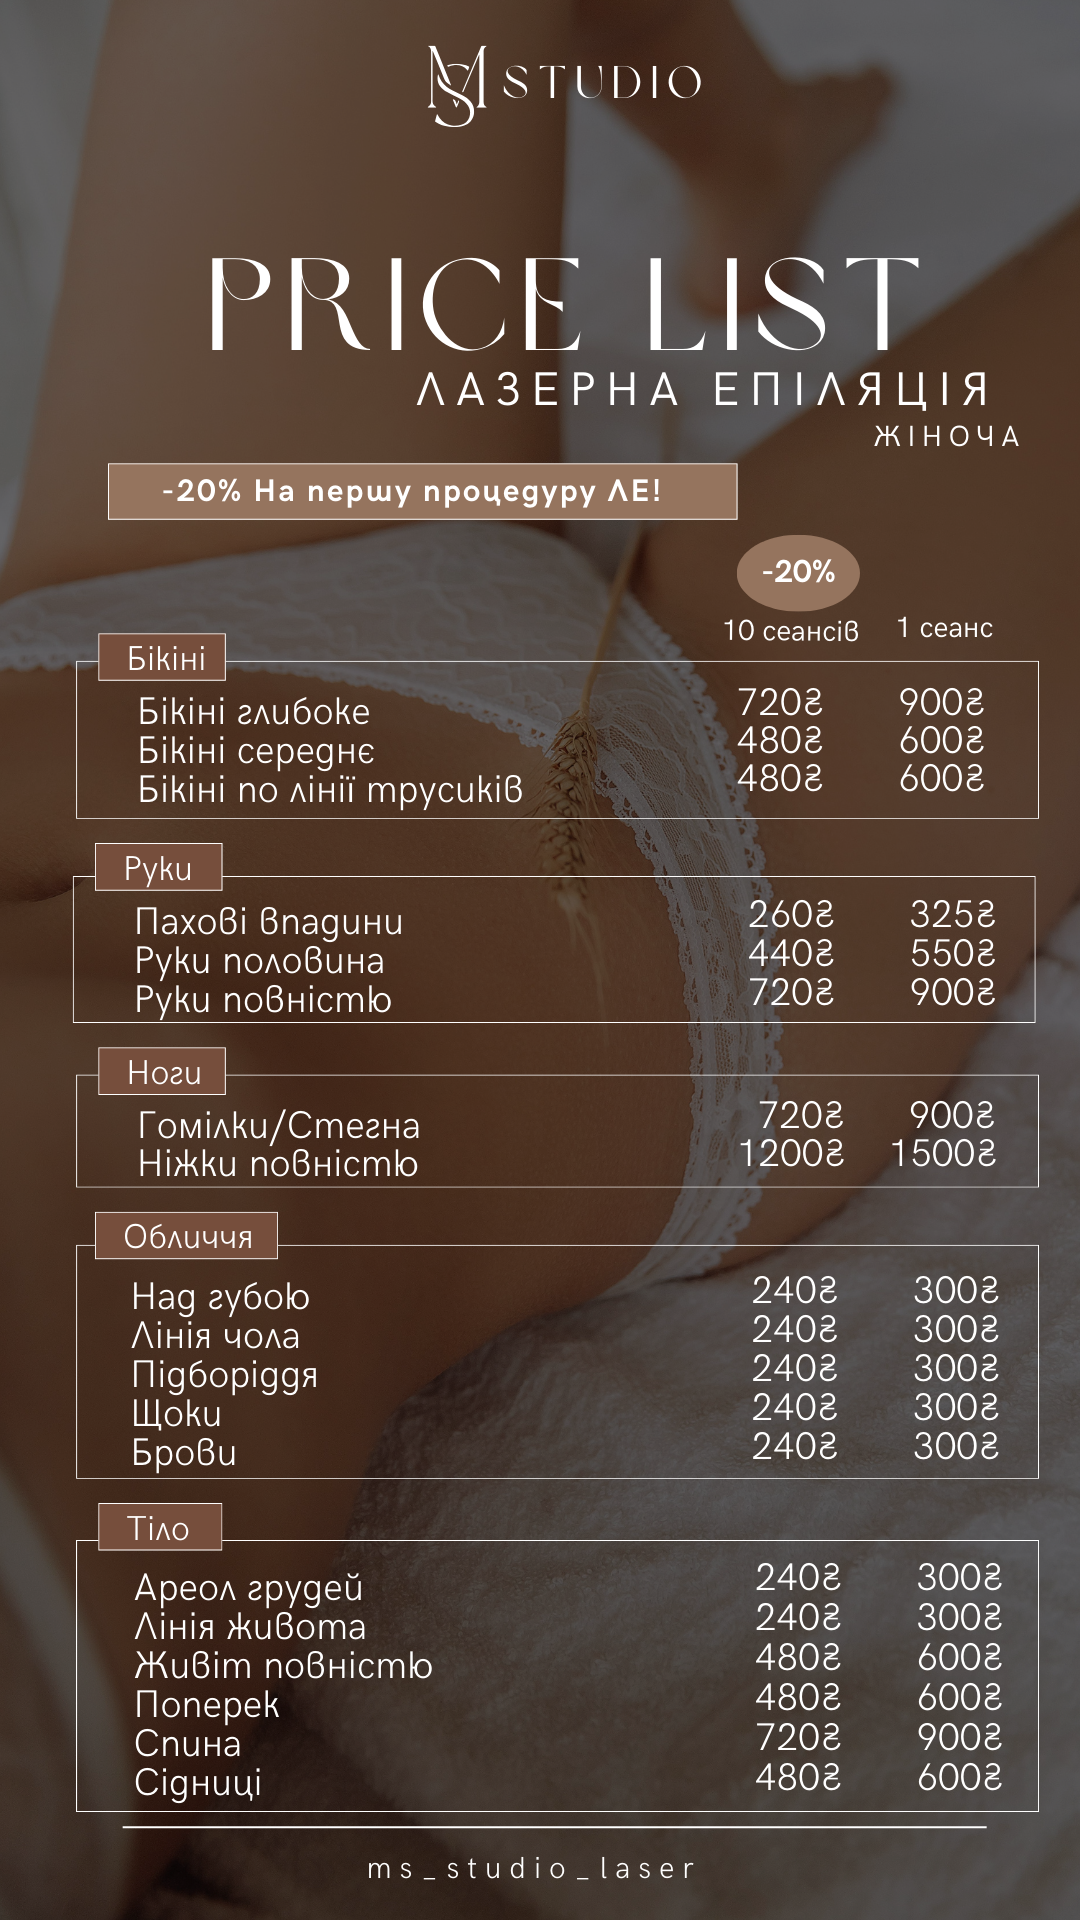 MS STUDIO
PRICE LIST
ЛАЗЕРНА ЕПІЛЯЦІЯ
ЖІНОЧА
-20% На першу процедуру ЛЕ!
-20%
10 сеансів 1 сеанс
Бікіні
Бікіні глибоке 720₴ 900₴
Бікіні середнє 480₴ 600₴
Бікіні по лінії трусиків 480₴ 600₴
Руки
Пахові впадини 260₴ 325₴
Руки половина 440₴ 550₴
Руки повністю 720₴ 900₴
Ноги
Гомілки/Стегна 720₴ 900₴
Ніжки повністю 1200₴ 1500₴
Обличчя
Над губою 240₴ 300₴
Лінія чола 240₴ 300₴
Підборіддя 240₴ 300₴
Щоки 240₴ 300₴
Брови 240₴ 300₴
Тіло
Ареол грудей 240₴ 300₴
Лінія живота 240₴ 300₴
Живіт повністю 480₴ 600₴
Поперек 480₴ 600₴
Спина 720₴ 900₴
Сідниці 480₴ 600₴
ms_studio_laser